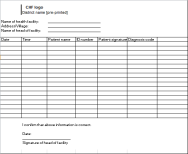 CHF logo
District name (pre-printed)
Name of health facility:
Address/Village:
Name of head of facility:
Date Time Patient name ID number Patient signature Diagnosis code
I confirm that above information is correct:
Date:
Signature of head of facility